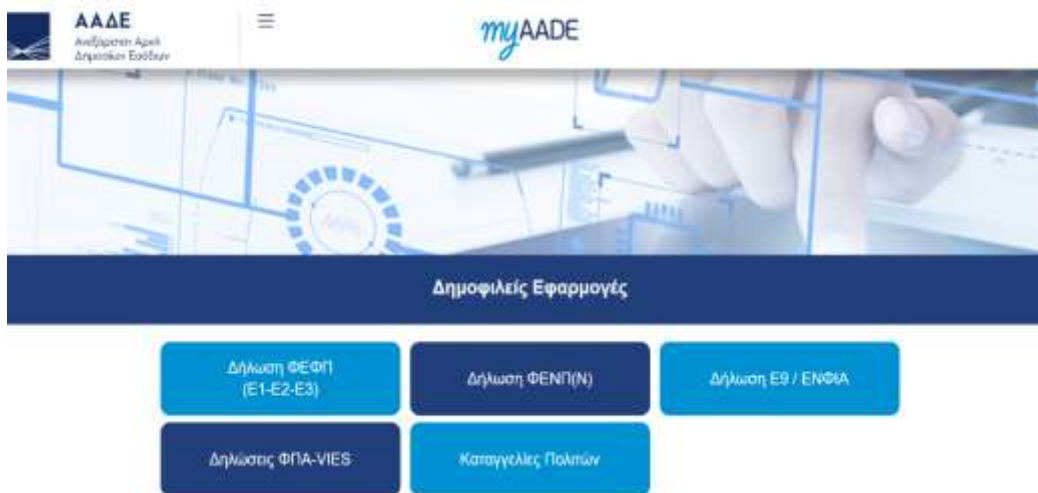 ΑΑΔΕ
Ανεξάρτητη Αρχή
Δημοσίων Εσόδων
myAADE
Δημοφιλείς Εφαρμογές
Δήλωση ΦΕΦΠ
(Ε1-Ε2-Ε3)
Δήλωση ΦΕΝΠ(Ν)
Δήλωση Ε9 / ΕΝΦΙΑ
Δηλώσεις ΦΠΑ-VIES
Καταγγελίες Πολιτών